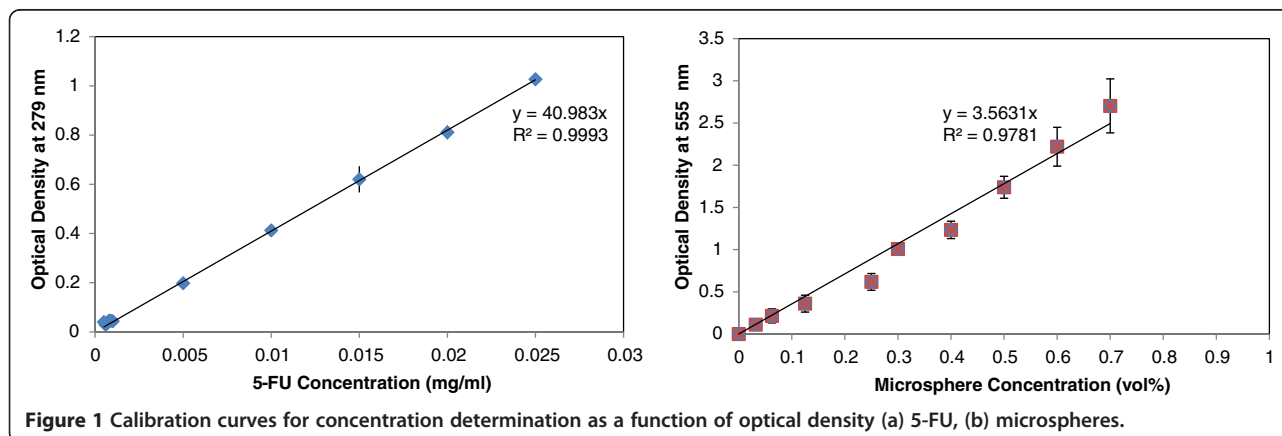 1.2
1
0.8
0.6
0.4
0.2
0
Optical Density at 279 nm
y = 40.983x
R² = 0.9993
0 0.005 0.01 0.015 0.02 0.025 0.03
5-FU Concentration (mg/ml)
3.5
3
2.5
2
1.5
1
0.5
0
Optical Density at 555 nm
y = 3.5631x
R² = 0.9781
0 0.1 0.2 0.3 0.4 0.5 0.6 0.7 0.8 0.9 1
Microsphere Concentration (vol%)
Figure 1 Calibration curves for concentration determination as a function of optical density (a) 5-FU, (b) microspheres.